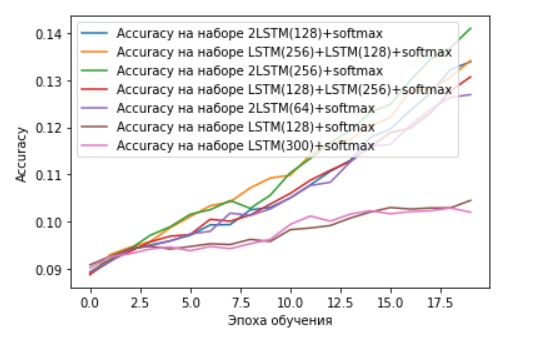 Accuracy на наборе 2LSTM(128)+softmax
Accuracy на наборе LSTM(256)+LSTM(128)+softmax
Accuracy на наборе 2LSTM(256)+softmax
Accuracy на наборе LSTM(128)+LSTM(256)+softmax
Accuracy на наборе 2LSTM(64)+softmax
Accuracy на наборе LSTM(128)+softmax
Accuracy на наборе LSTM(300)+softmax
0.14
0.13
0.12
0.11
0.10
0.09
Accuracy
0.0 2.5 5.0 7.5 10.0 12.5 15.0 17.5
Эпоха обучения